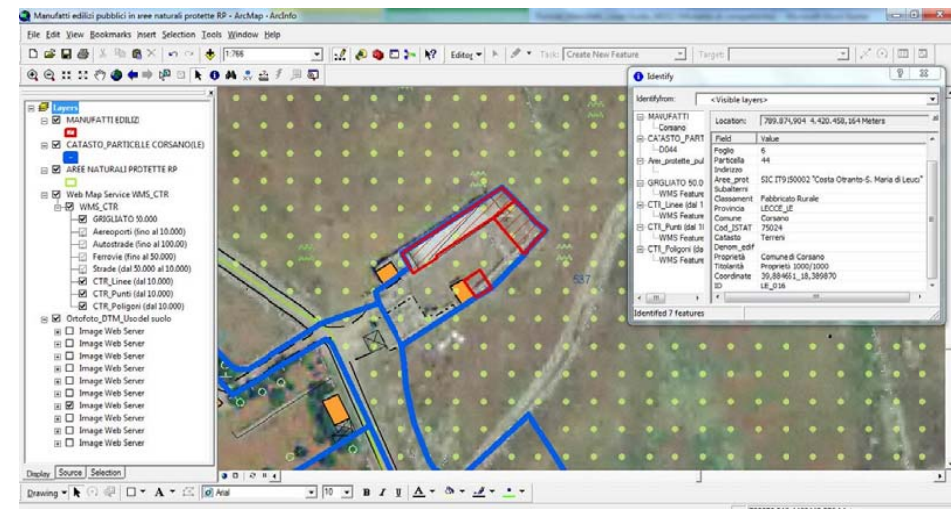 Manufatti edilizi pubblici in aree naturali protette RP - ArcMap - ArcInfo
File Edit View Bookmarks Insert Selection Tools Window Help
1:766
Editor
Task: Create New Feature
Target:
Layers
MANUFATTI EDILIZI
CATASTO_PARTICELLE CORSANO(LE)
AREE NATURALI PROTETTE RP
Web Map Service WMS_CTR
WMS_CTR
GRIGLIATO 50.000
Aereoporti (fino al 10.000)
Autostrade (fino al 100.00)
Ferrovie (fino al 50.000)
Strade (dal 50.000 al 10.000)
CTR_Linee (dal 10.000)
CTR_Punti (dal 10.000)
CTR_Poligoni (dal 10.000)
Ortofoto_DTM_Usodel suolo
Image Web Server
Image Web Server
Image Web Server
Image Web Server
Image Web Server
Image Web Server
Image Web Server
Image Web Server
Image Web Server
Image Web Server
Display Source Selection
Drawing
Arial
10
B I U A
537
Identify
Identify from: <Visible layers>
MANUFATTI
Corsano
CATASTO_PART
D044
Aree_protette_pul
GRIGLIATO 50.0
WMS Feature
CTR_Linee (dal 1
WMS Feature
CTR_Punti (dal 1
WMS Feature
CTR_Poligoni (da
WMS Feature
Location: 789.874,904 4.420.458,164 Meters
Field Value
Foglio 6
Particella 44
Indirizzo
Aree_prot SIC IT9150002 "Costa Otranto-S. Maria di Leuca"
Subalterni
Classament Fabbricato Rurale
Provincia LECCE_LE
Comune Corsano
Cod_ISTAT 75024
Catasto Terreni
Denom_edif
Proprietà Comune di Corsano
Titolarità Proprietà 1000/1000
Coordinate 39,884651_18,389870
ID LE_016
Identifed 7 features